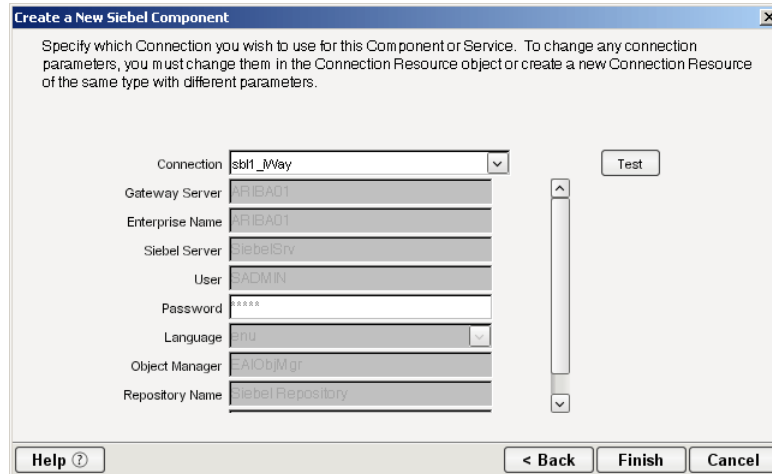 Create a New Siebel Component
Specify which Connection you wish to use for this Component or Service. To change any connection
parameters, you must change them in the Connection Resource object or create a new Connection Resource
of the same type with different parameters.
Connection sbl1_iWay Test
Gateway Server ARIBA01
Enterprise Name ARIBA01
Siebel Server SiebelSrv
User SADMIN
Password *****
Language enu
Object Manager EAIObjMgr
Repository Name Siebel Repository
Help ? < Back Finish Cancel